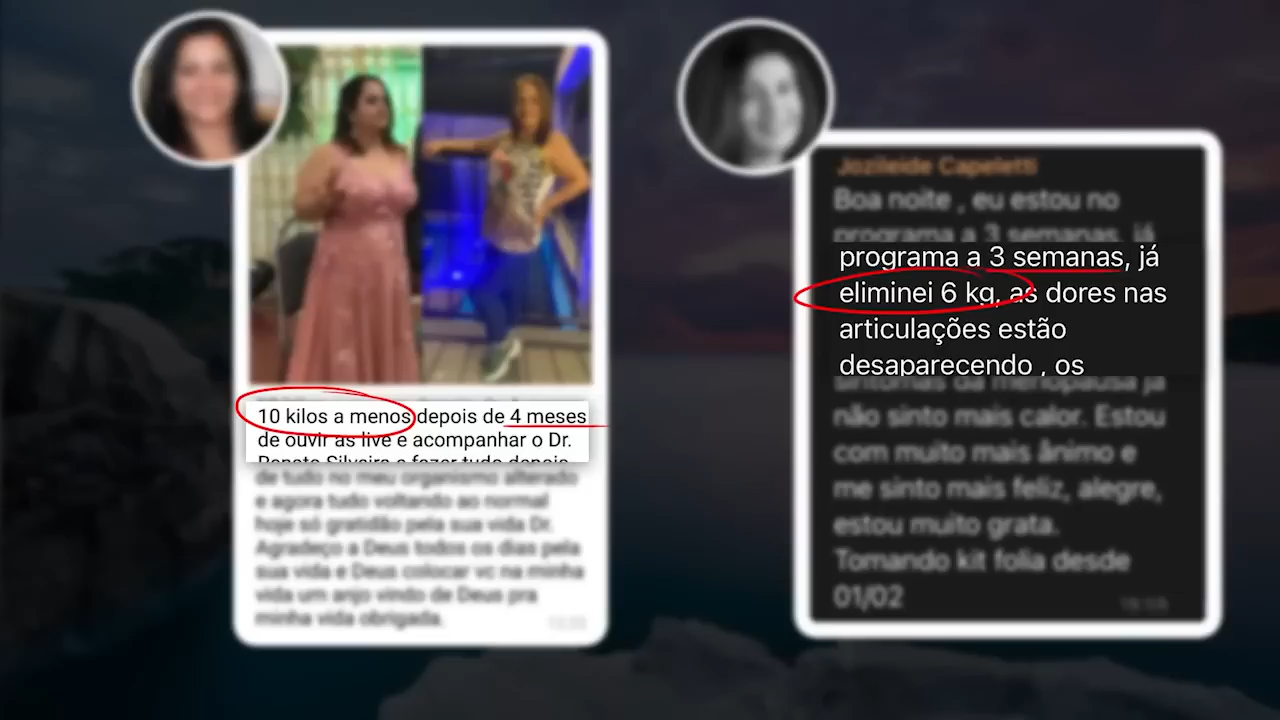 10 kilos a menos depois de 4 meses
de ouvir as live e acompanhar o Dr.
Renato Silveira e fazer tudo depois
de tudo no meu organismo alterado
e agora tudo voltando ao normal
hoje só gratidão pela sua vida Dr.
Agradeço a Deus todos os dias pela
sua vida e Deus colocar vc na minha
vida um anjo vindo de Deus pra
minha vida obrigada.
Jozileide Capeletti
Boa noite , eu estou no
programa a 3 semanas, já
eliminei 6 kg, as dores nas
articulações estão
desaparecendo , os
sintomas da menopausa já
não sinto mais calor. Estou
com muito mais ânimo e
me sinto mais feliz, alegre,
estou muito grata.
Tomando kit folia desde
01/02